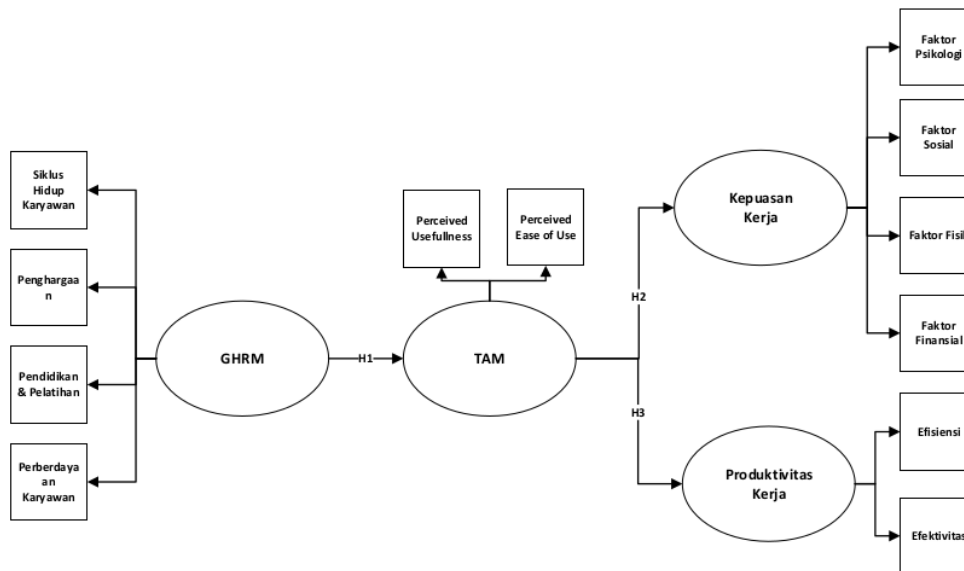 Faktor
Psikologi
Faktor
Sosial
Siklus
Hidup
Karyawan
Perceived
Usefullness
Perceived
Ease of Use
Kepuasan
Kerja
Faktor Fisik
Penghargaa
n
H2
Faktor
Finansial
GHRM
H1
TAM
Pendidikan
& Pelatihan
H3
Efisiensi
Perberdaya
an
Karyawan
Produktivitas
Kerja
Efektivitas